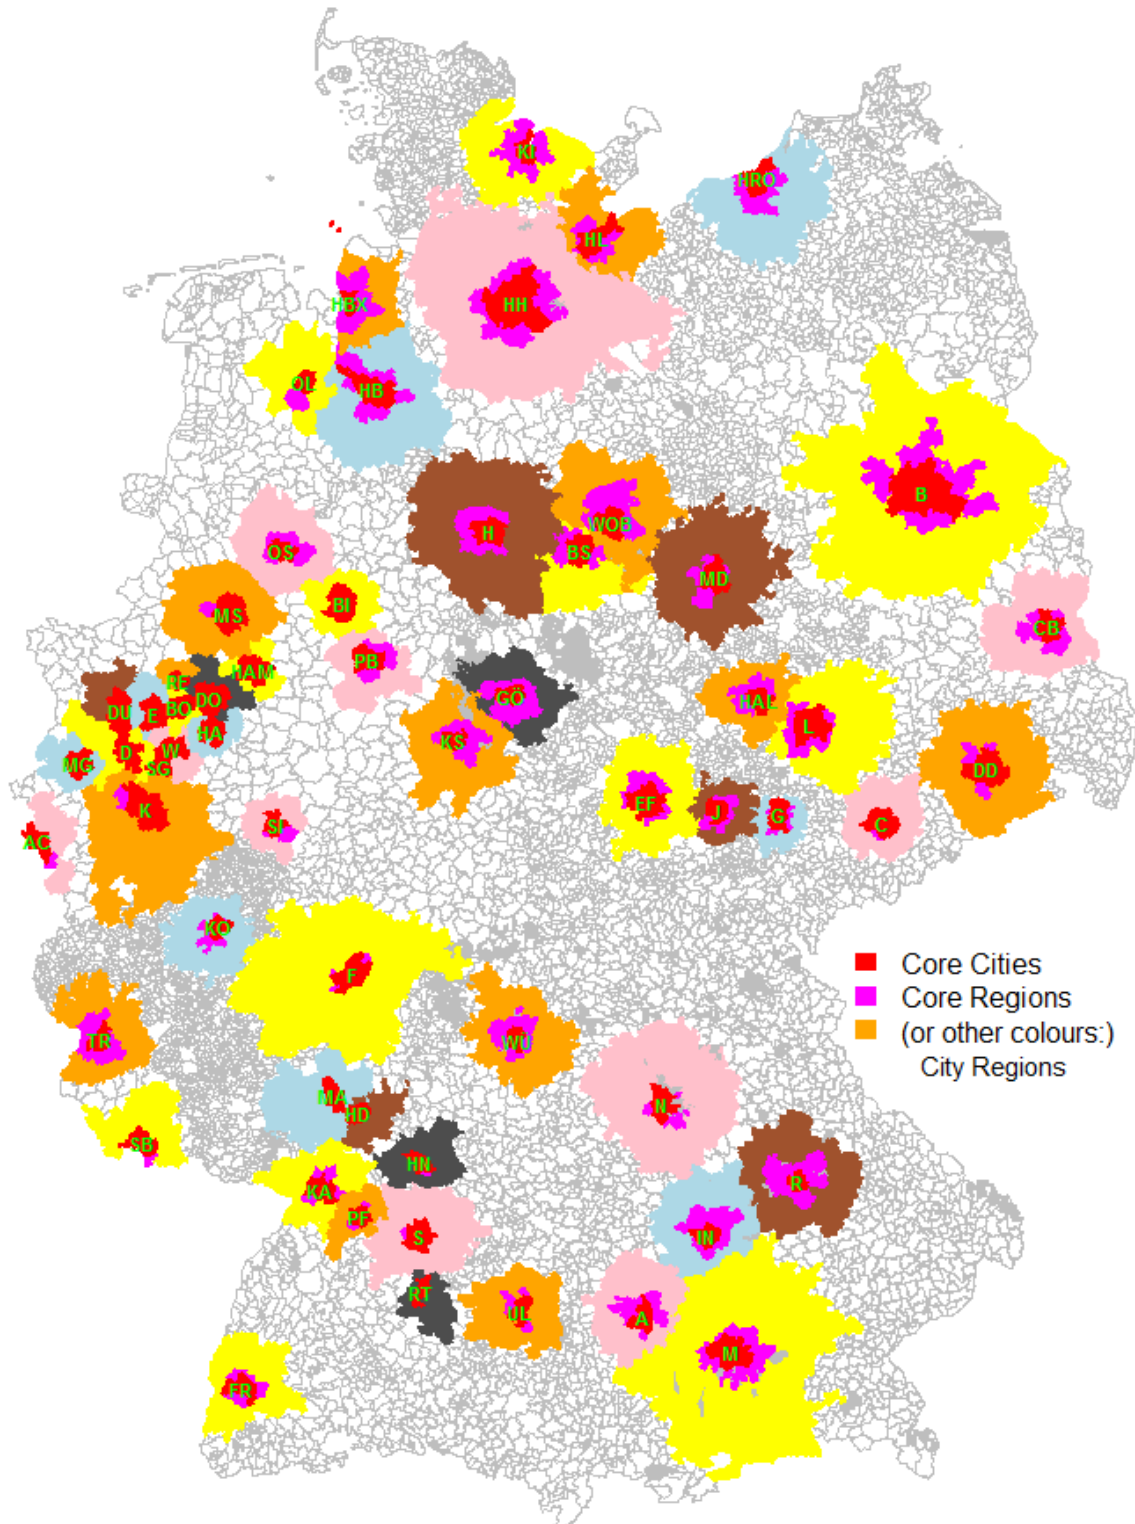 KI
HRO
HL
HBX
HH
OL
HB
B
H
WOB
BS
OS
MD
BI
MS
CB
PB
HAM
RE
GÖ
DO
HAL
BO
DU
E
L
HA
KS
W
D
MG
SG
DD
EF
K
J
G
SI
C
AC
KO
Core Cities
F
Core Regions
(or other colours:)
TR
WÜ
City Regions
MA
N
HD
SB
HN
R
KA
PF
S
IN
RT
UL
A
M
FR